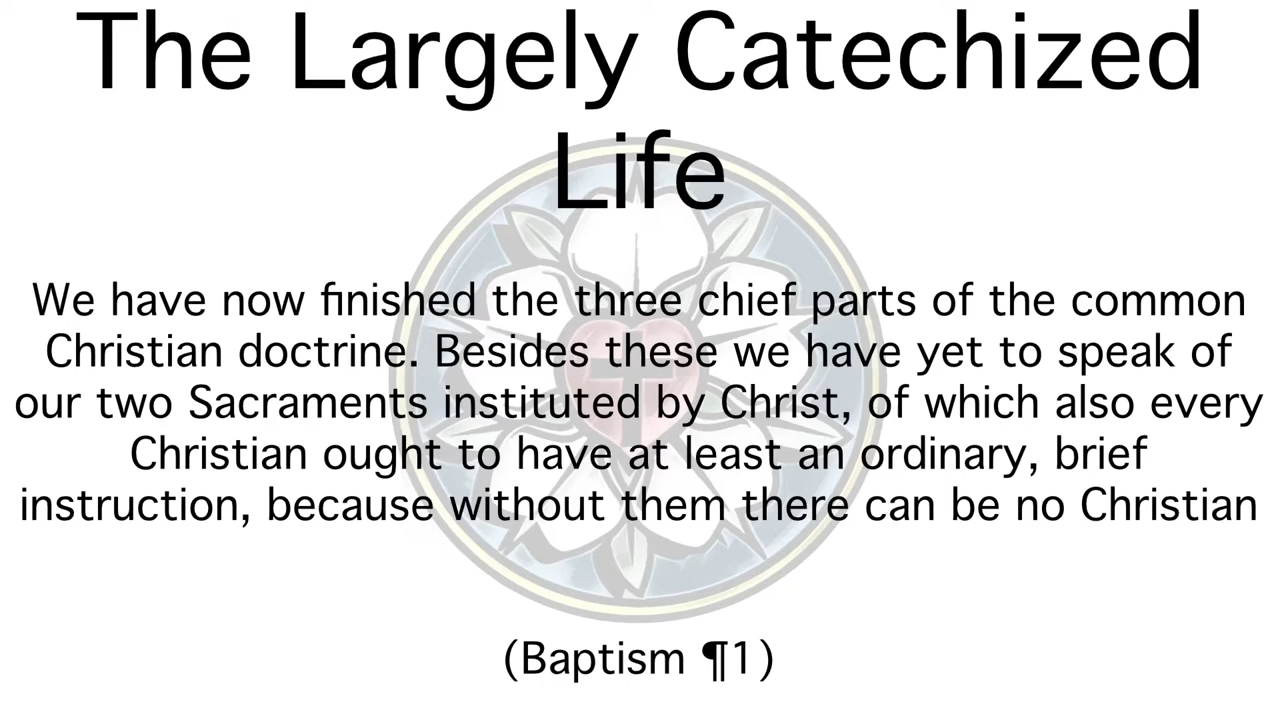 The Largely Catechized
Life
We have now finished the three chief parts of the common
Christian doctrine. Besides these we have yet to speak of
our two Sacraments instituted by Christ, of which also every
Christian ought to have at least an ordinary, brief
instruction, because without them there can be no Christian
(Baptism ¶1)